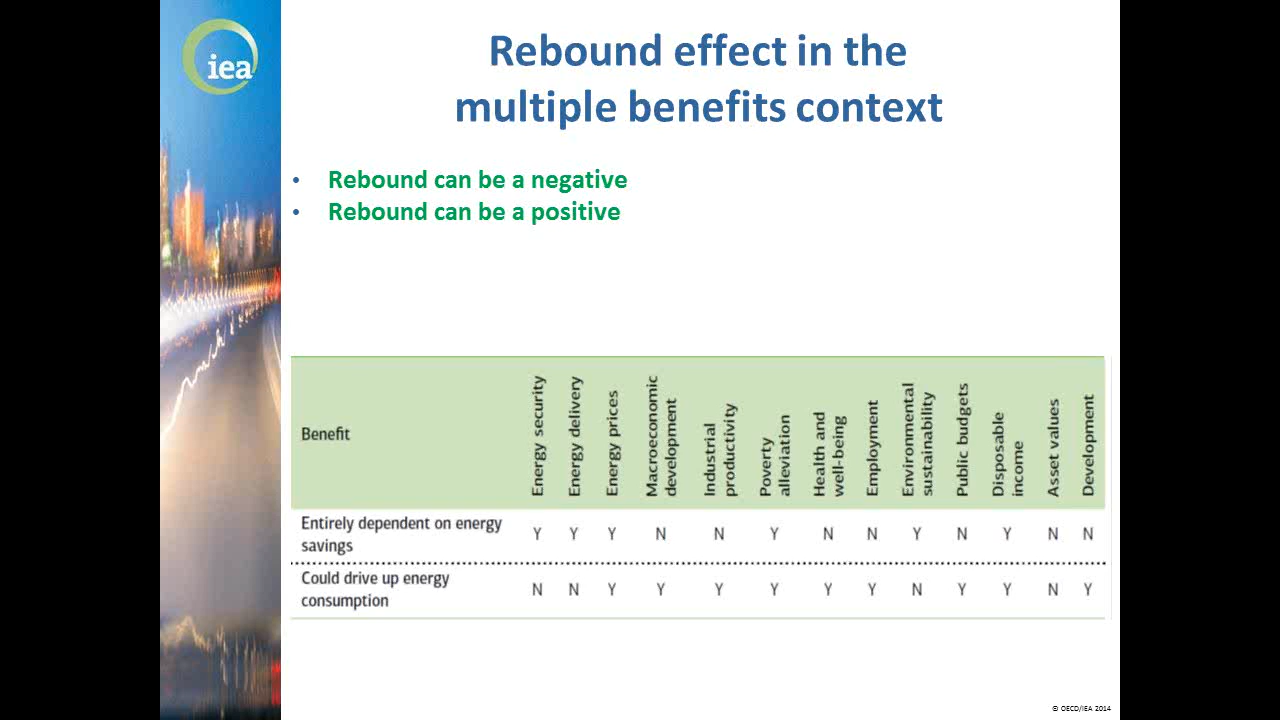 iea
Rebound effect in the
multiple benefits context
• Rebound can be a negative
• Rebound can be a positive
Benefit
Energy security
Energy delivery
Energy prices
Macroeconomic
development
Industrial
productivity
Poverty
alleviation
Health and
well-being
Employment
Environmental
sustainability
Public budgets
Disposable
income
Asset values
Development
Entirely dependent on energy
savings
Y Y Y N N Y N N Y N Y N N
Could drive up energy
consumption
N N Y Y Y Y Y Y N Y Y N Y
© OECD/IEA 2014